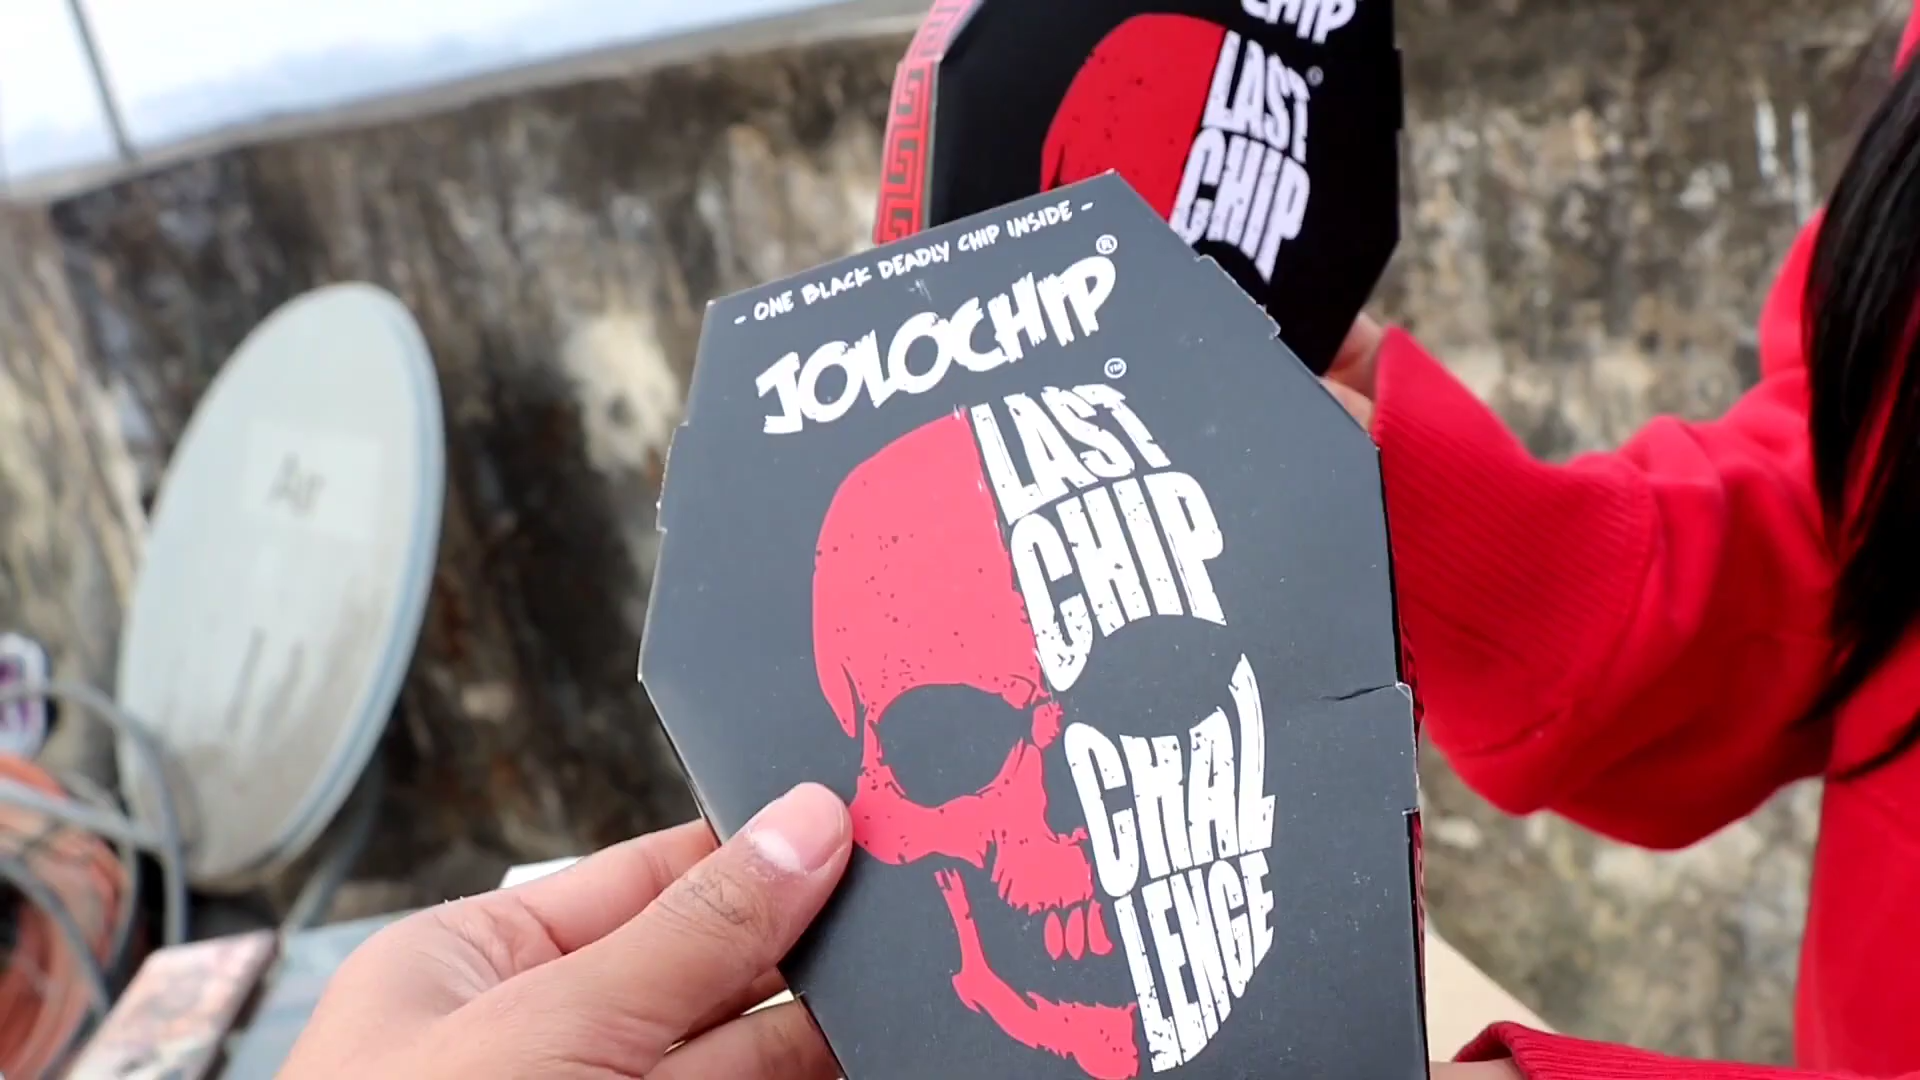 CHIP
LAST
CHIP
- ONE BLACK DEADLY CHIP INSIDE -
JOLOCHIP®
LAST™
CHIP
CHAL
LENGE